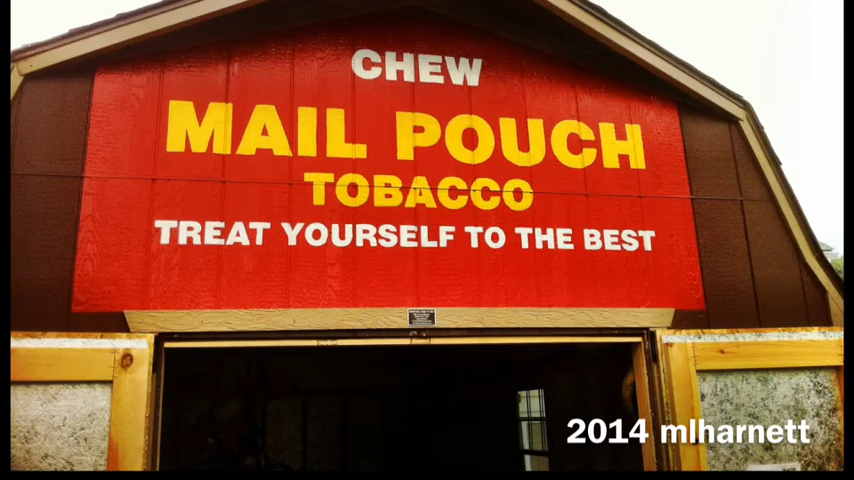 CHEW
MAIL POUCH
TOBACCO
TREAT YOURSELF TO THE BEST
2014 mlharnett